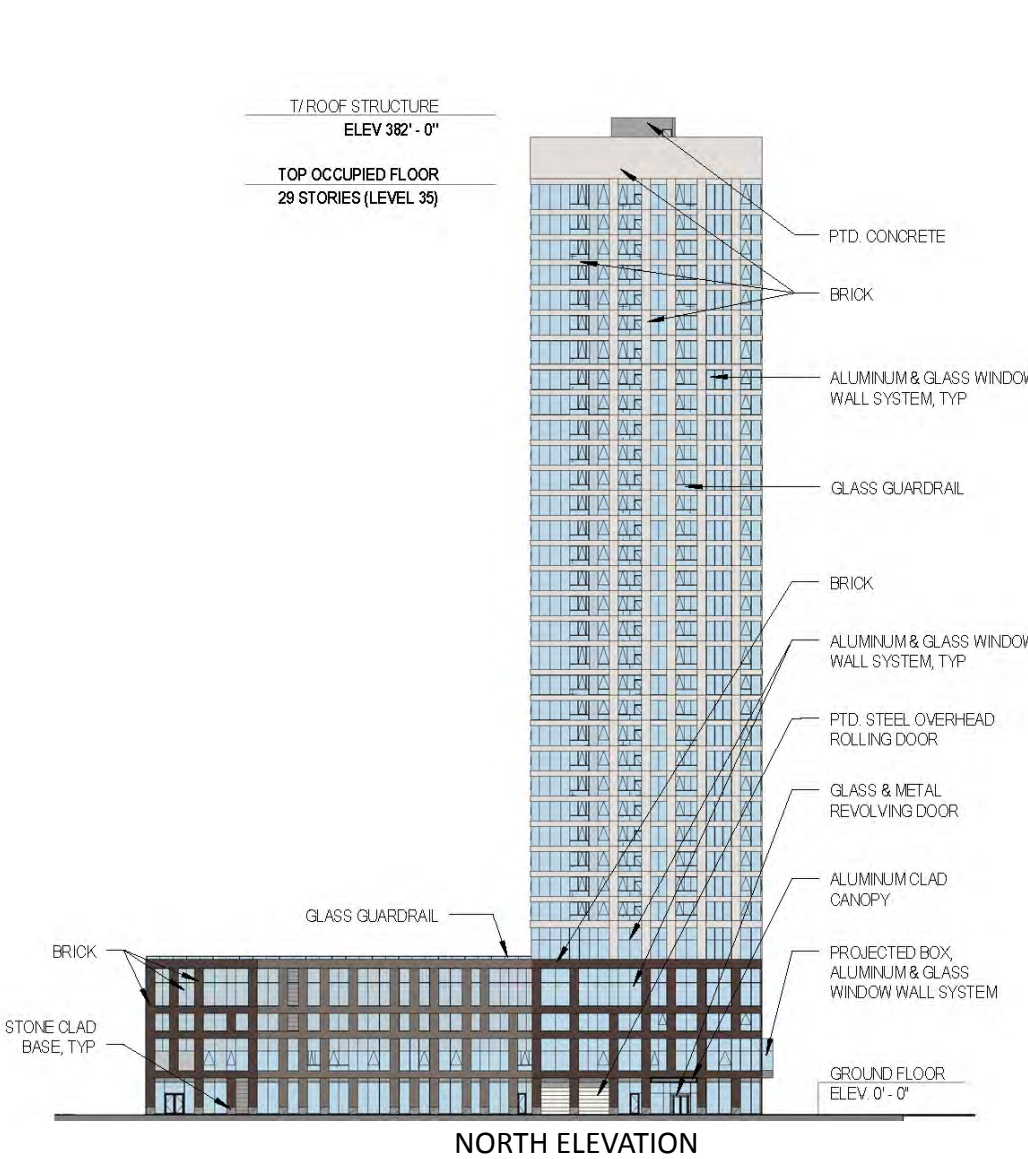 T/ ROOF STRUCTURE
ELEV 382' - 0"
TOP OCCUPIED FLOOR
29 STORIES (LEVEL 35)
PTD. CONCRETE
BRICK
ALUMINUM & GLASS WINDOW
WALL SYSTEM, TYP
GLASS GUARDRAIL
BRICK
ALUMINUM & GLASS WINDOW
WALL SYSTEM, TYP
PTD. STEEL OVERHEAD
ROLLING DOOR
GLASS & METAL
REVOLVING DOOR
ALUMINUM CLAD
CANOPY
GLASS GUARDRAIL
BRICK
PROJECTED BOX,
ALUMINUM & GLASS
WINDOW WALL SYSTEM
STONE CLAD
BASE, TYP
GROUND FLOOR
ELEV. 0' - 0"
NORTH ELEVATION